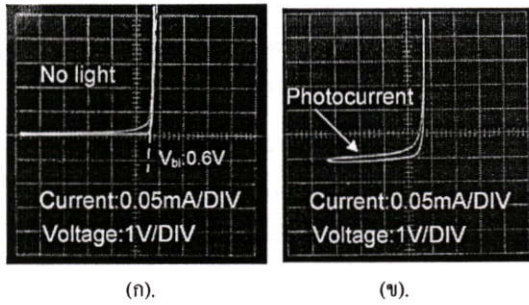 No light
V_bi:0.6V
Current:0.05mA/DIV
Voltage:1V/DIV
Photocurrent
Current:0.05mA/DIV
Voltage:1V/DIV
(ก).
(ข).